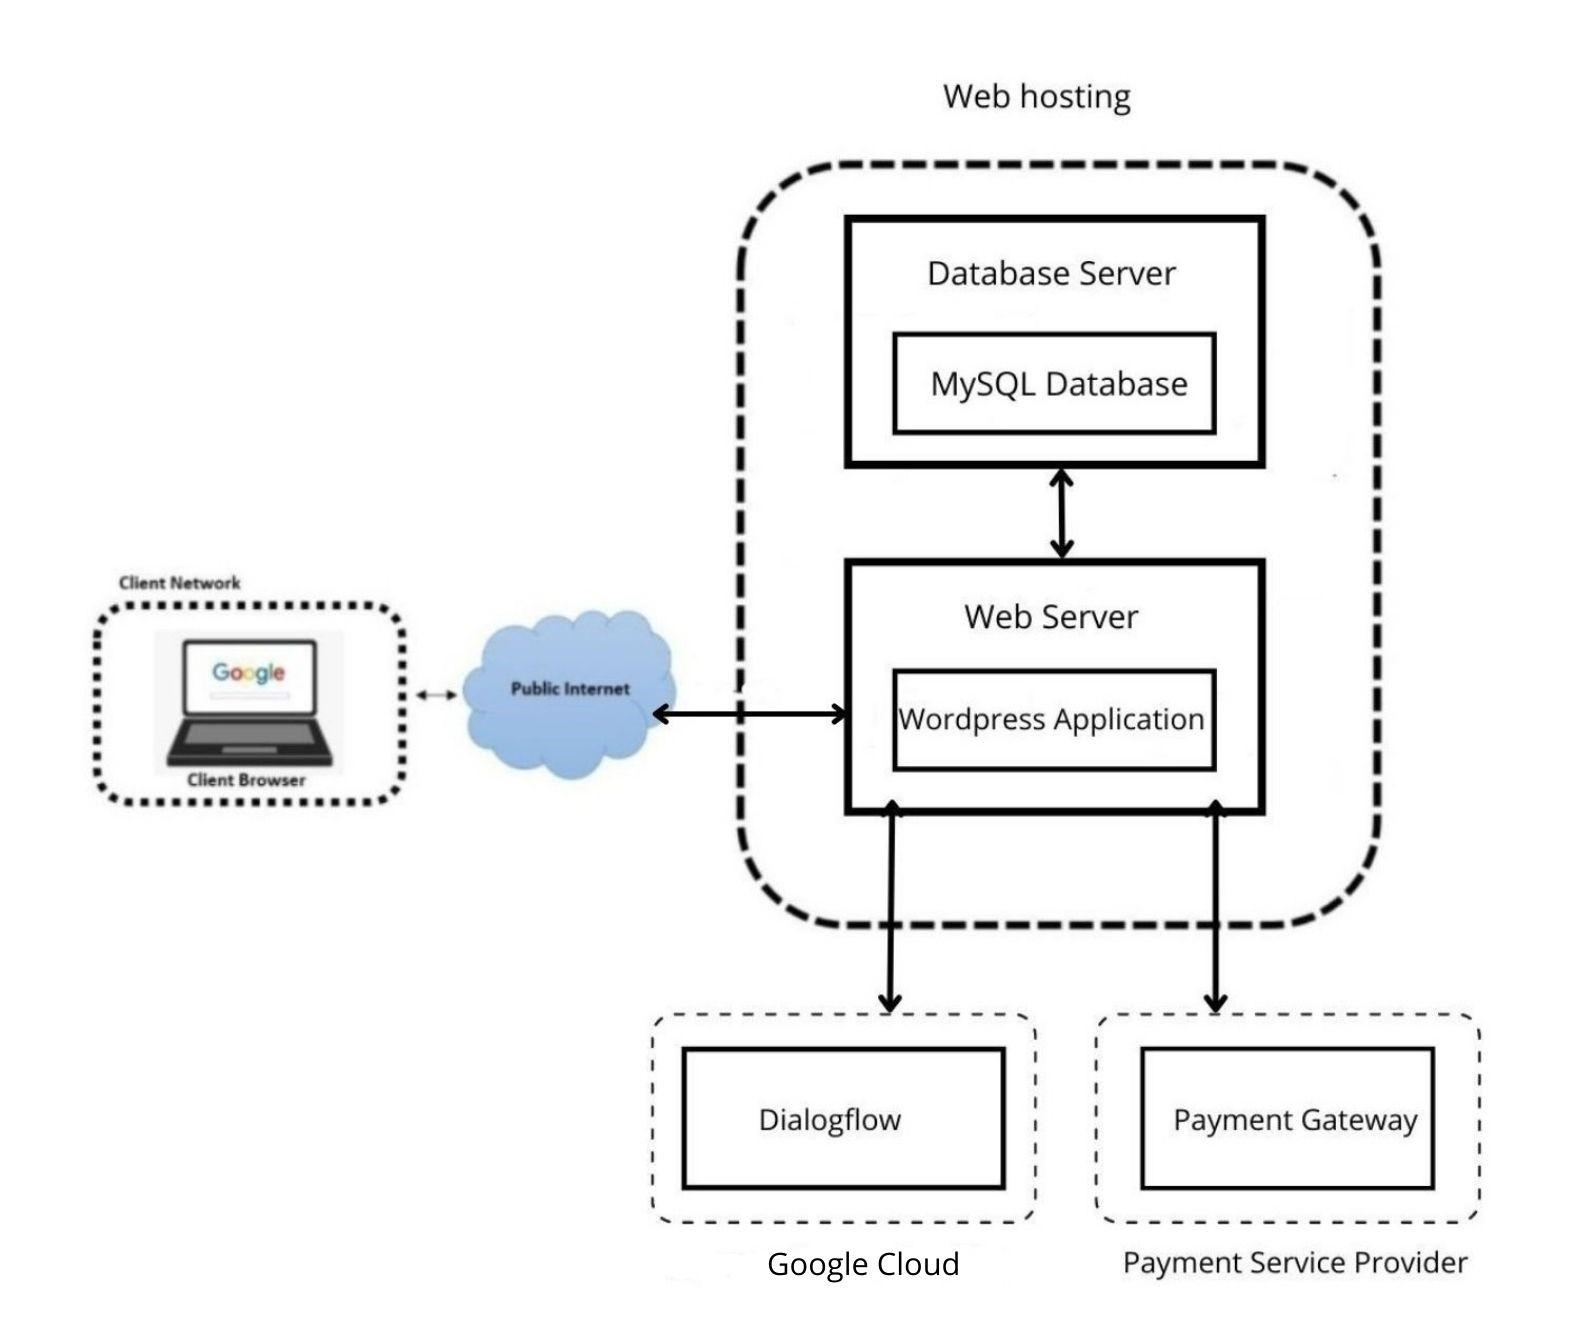 Web hosting
Database Server
MySQL Database
Client Network
Web Server
Google
Public Internet
Wordpress Application
Client Browser
Dialogflow
Payment Gateway
Google Cloud
Payment Service Provider